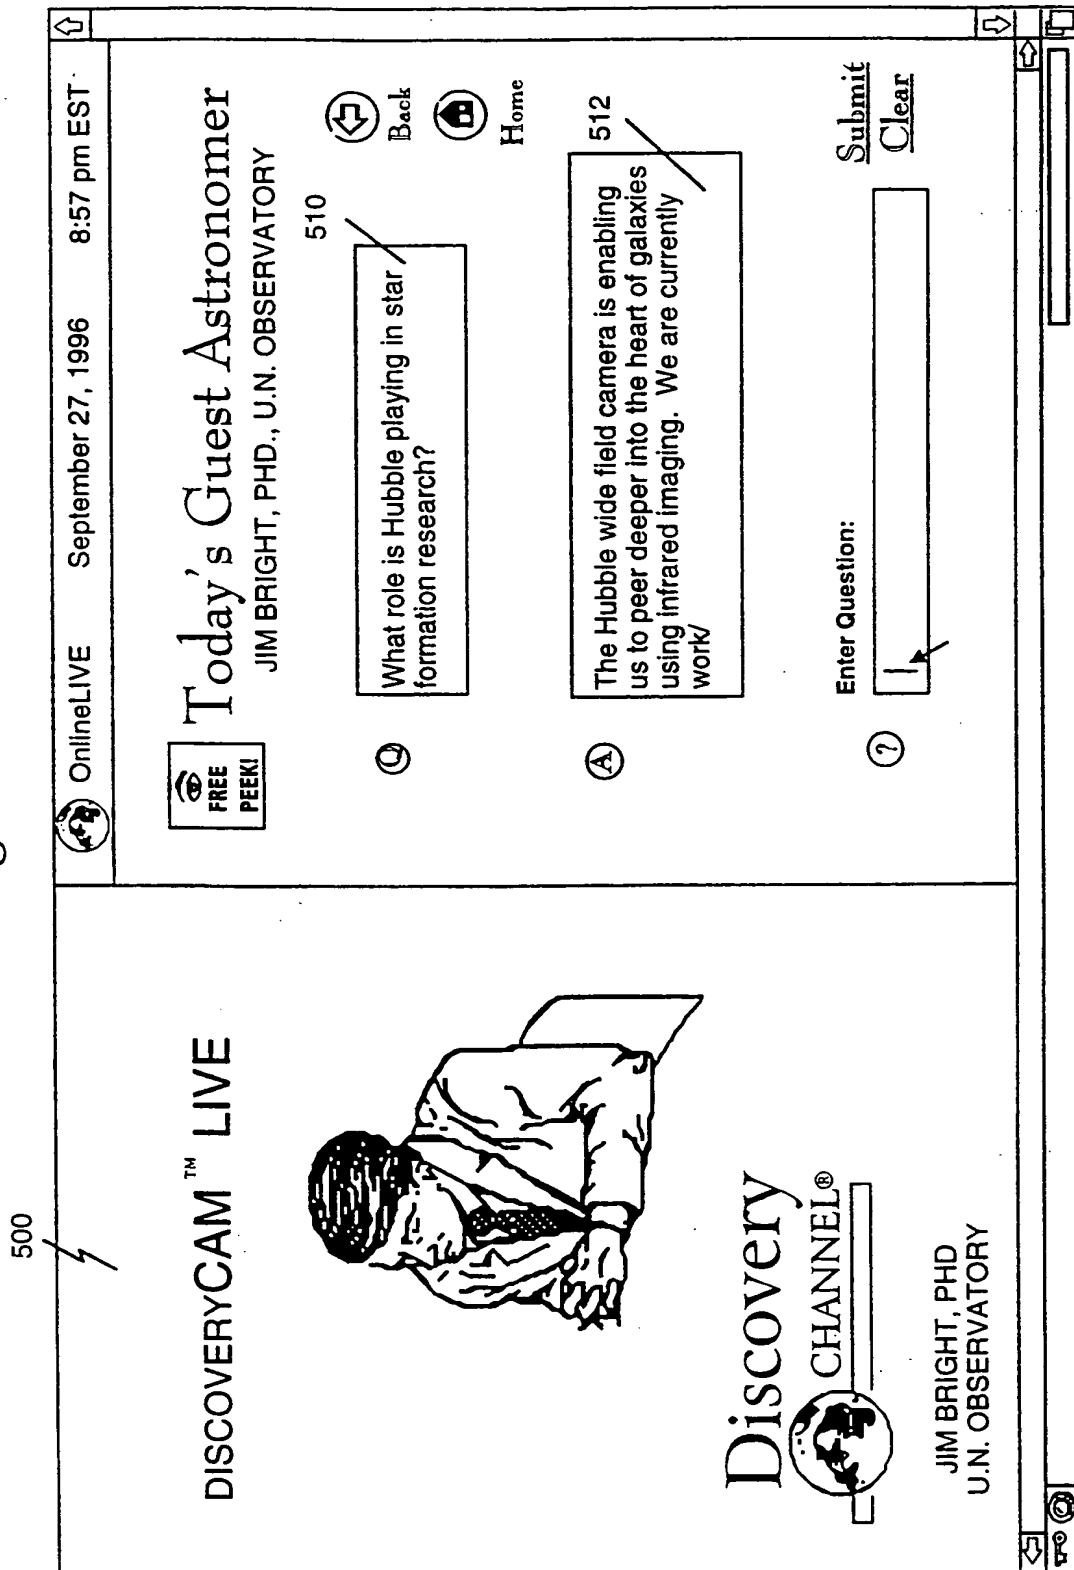 500
DISCOVERYCAM™ LIVE
Discovery
CHANNEL®
JIM BRIGHT, PHD
U.N. OBSERVATORY
OnlineLIVE September 27, 1996 8:57 pm EST
FREE
PEEK!
Today's Guest Astronomer
JIM BRIGHT, PHD., U.N. OBSERVATORY
510
Q
What role is Hubble playing in star
formation research?
Back
Home
512
A
The Hubble wide field camera is enabling
us to peer deeper into the heart of galaxies
using infrared imaging. We are currently
work/
Enter Question:
?
Submit
Clear